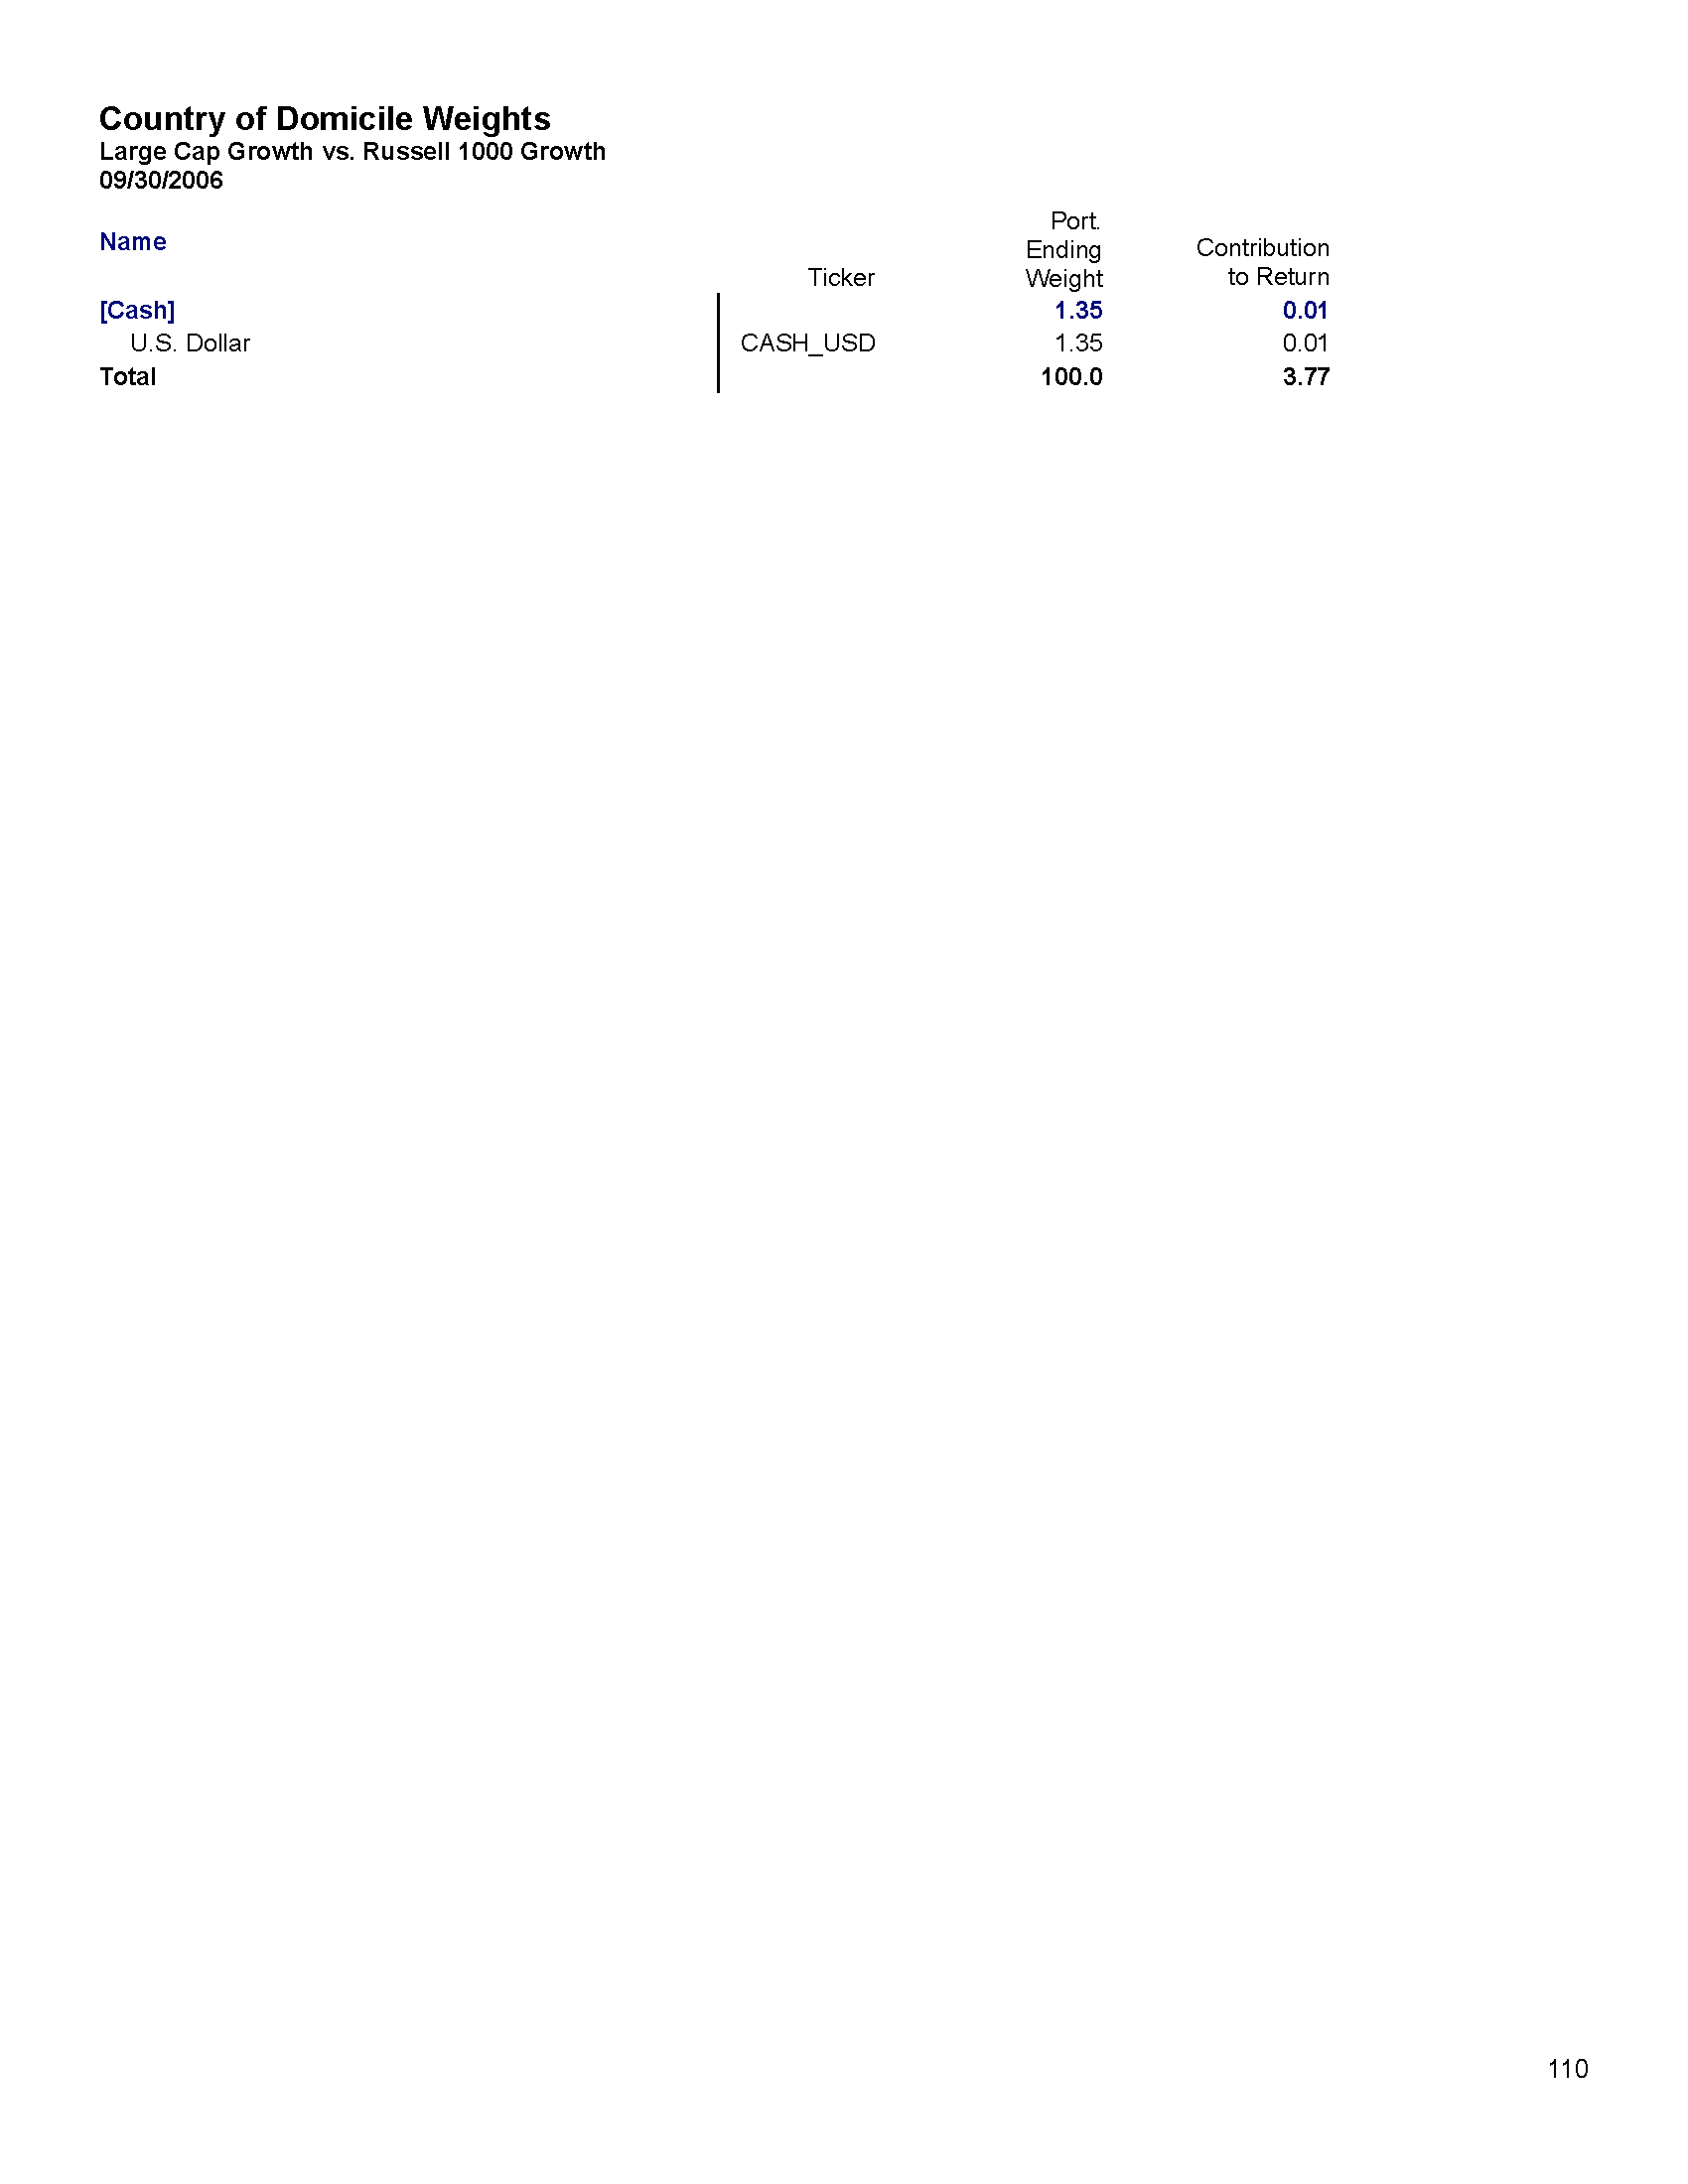 Country of Domicile Weights
Large Cap Growth vs. Russell 1000 Growth
09/30/2006
Name Ticker Port. Ending Weight Contribution to Return
[Cash] 1.35 0.01
U.S. Dollar CASH_USD 1.35 0.01
Total 100.0 3.77
110